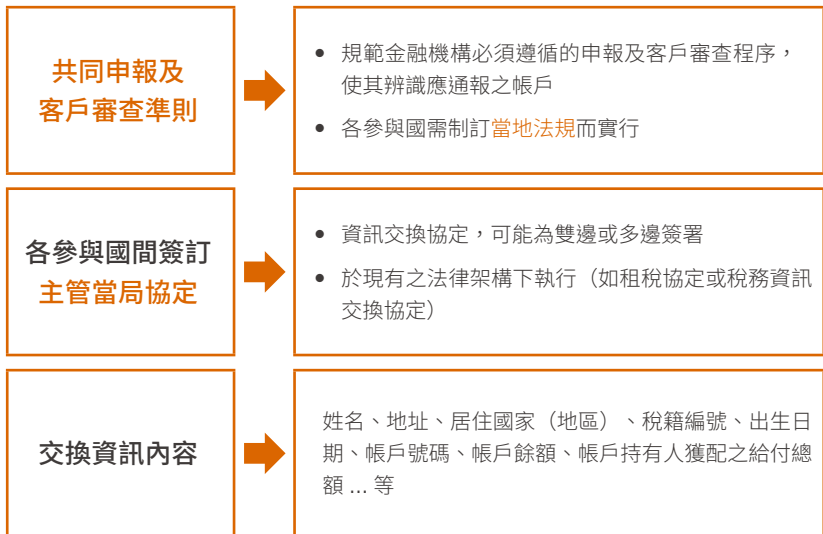 共同申報及
客戶審查準則
• 規範金融機構必須遵循的申報及客戶審查程序，
使其辨識應通報之帳戶
• 各參與國需制訂當地法規而實行
各參與國間簽訂
主管當局協定
• 資訊交換協定，可能為雙邊或多邊簽署
• 於現有之法律架構下執行（如租稅協定或稅務資訊
交換協定）
交換資訊內容
姓名、地址、居住國家（地區）、稅籍編號、出生日
期、帳戶號碼、帳戶餘額、帳戶持有人獲配之給付總
額 ... 等